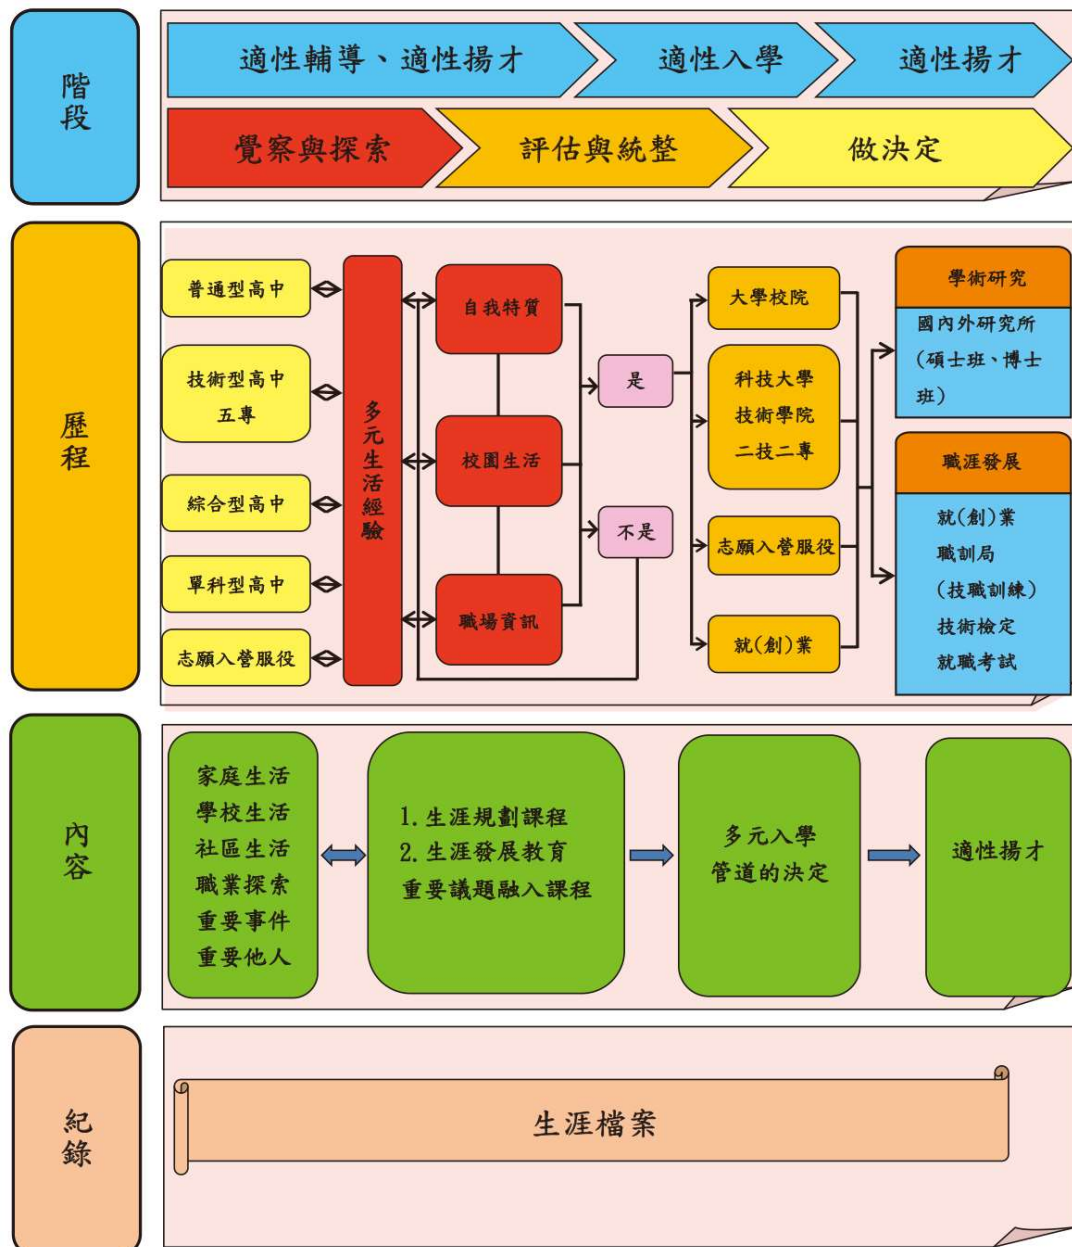 階段
適性輔導、適性揚才
適性入學
適性揚才
覺察與探索
評估與統整
做決定
歷程
普通型高中
技術型高中
五專
綜合型高中
單科型高中
志願入營服役
多元生活經驗
自我特質
校園生活
職場資訊
是
不是
大學校院
科技大學
技術學院
二技二專
志願入營服役
就(創)業
學術研究
國內外研究所
(碩士班、博士
班)
職涯發展
就(創)業
職訓局
(技職訓練)
技術檢定
就職考試
內容
家庭生活
學校生活
社區生活
職業探索
重要事件
重要他人
1. 生涯規劃課程
2. 生涯發展教育
重要議題融入課程
多元入學
管道的決定
適性揚才
紀錄
生涯檔案